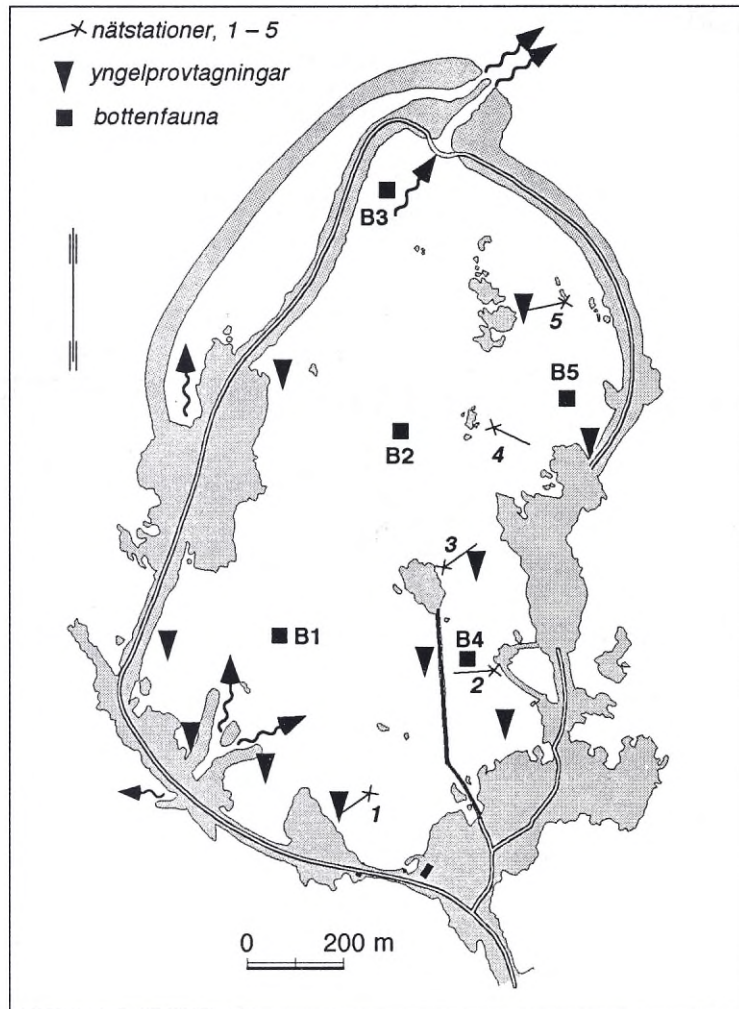 nätstationer, 1 – 5
yngelprovtagningar
bottenfauna
B3
5
B5
B2
4
3
B1
B4
2
1
0 200 m